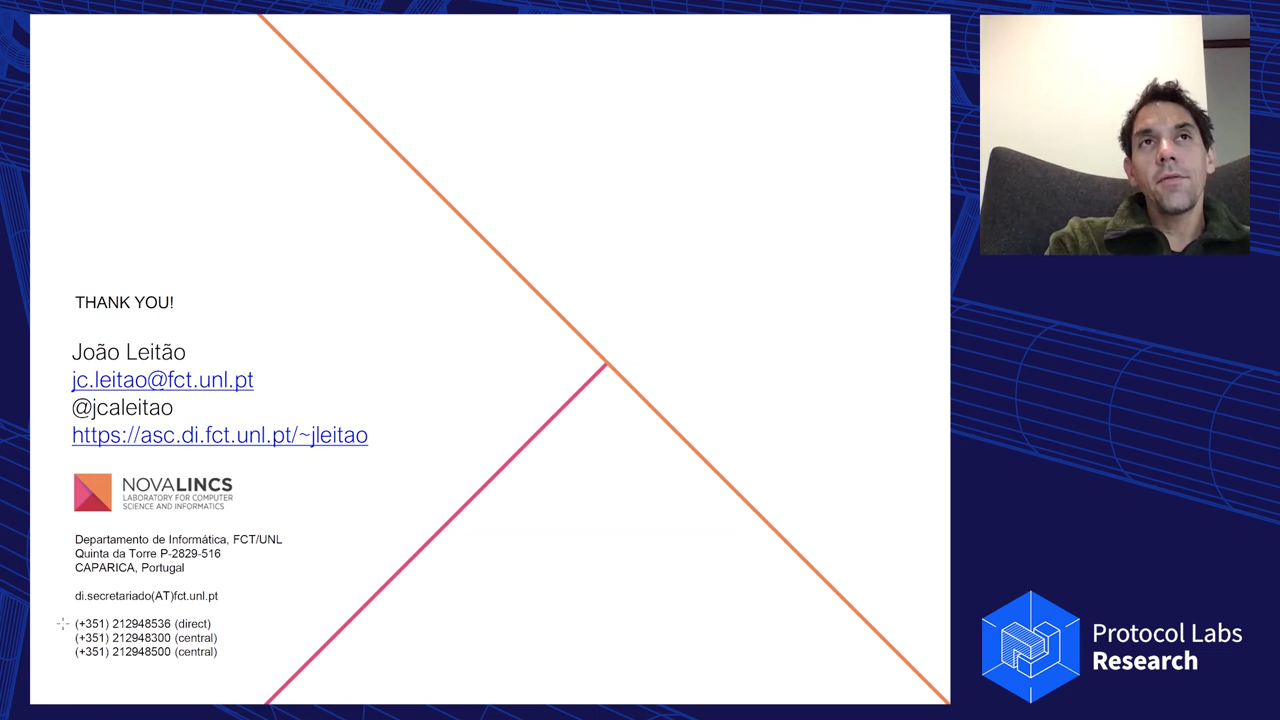 THANK YOU!
João Leitão
jc.leitao@fct.unl.pt
@jcaleitao
https://asc.di.fct.unl.pt/~jleitao
NOVALINCS
LABORATORY FOR COMPUTER
SCIENCE AND INFORMATICS
Departamento de Informática, FCT/UNL
Quinta da Torre P-2829-516
CAPARICA, Portugal
di.secretariado(AT)fct.unl.pt
(+351) 212948536 (direct)
(+351) 212948300 (central)
(+351) 212948500 (central)
Protocol Labs
Research